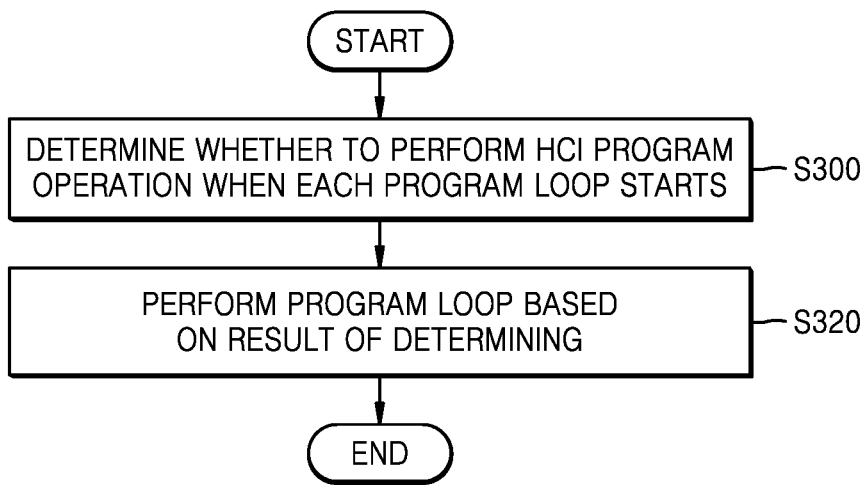 START
DETERMINE WHETHER TO PERFORM HCI PROGRAM
OPERATION WHEN EACH PROGRAM LOOP STARTS
S300
PERFORM PROGRAM LOOP BASED
ON RESULT OF DETERMINING
S320
END